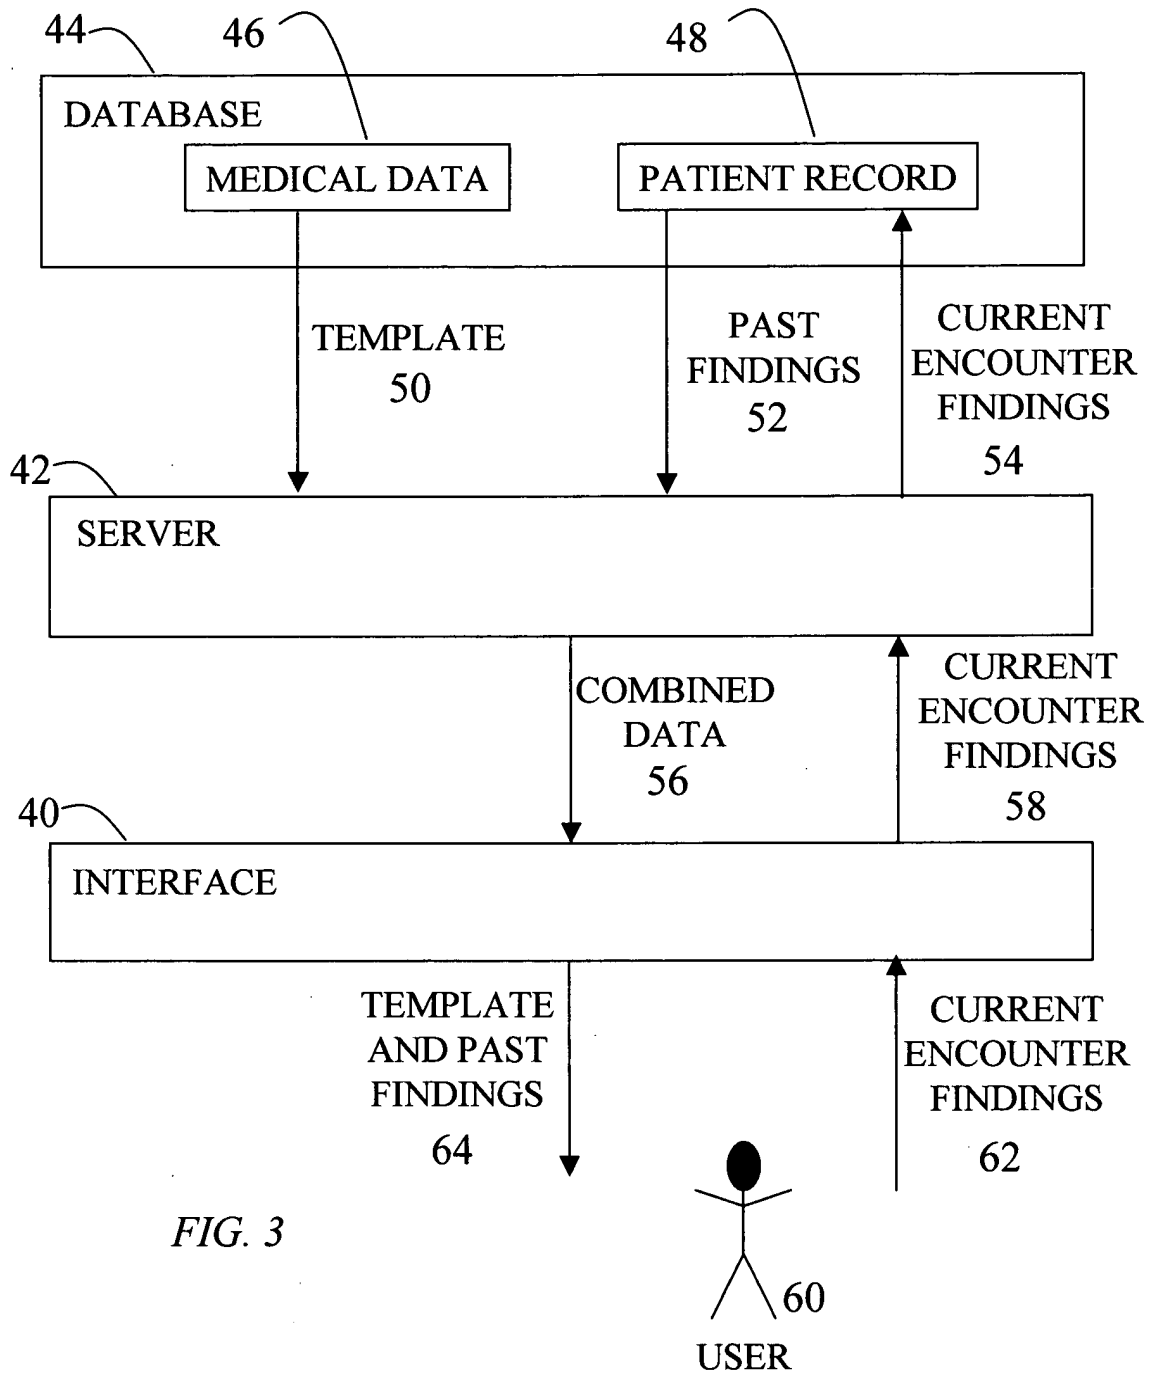 44
46
48
DATABASE
MEDICAL DATA
PATIENT RECORD
TEMPLATE
50
PAST
FINDINGS
52
CURRENT
ENCOUNTER
FINDINGS
54
42
SERVER
COMBINED
DATA
56
CURRENT
ENCOUNTER
FINDINGS
58
40
INTERFACE
TEMPLATE
AND PAST
FINDINGS
64
CURRENT
ENCOUNTER
FINDINGS
62
FIG. 3
60
USER